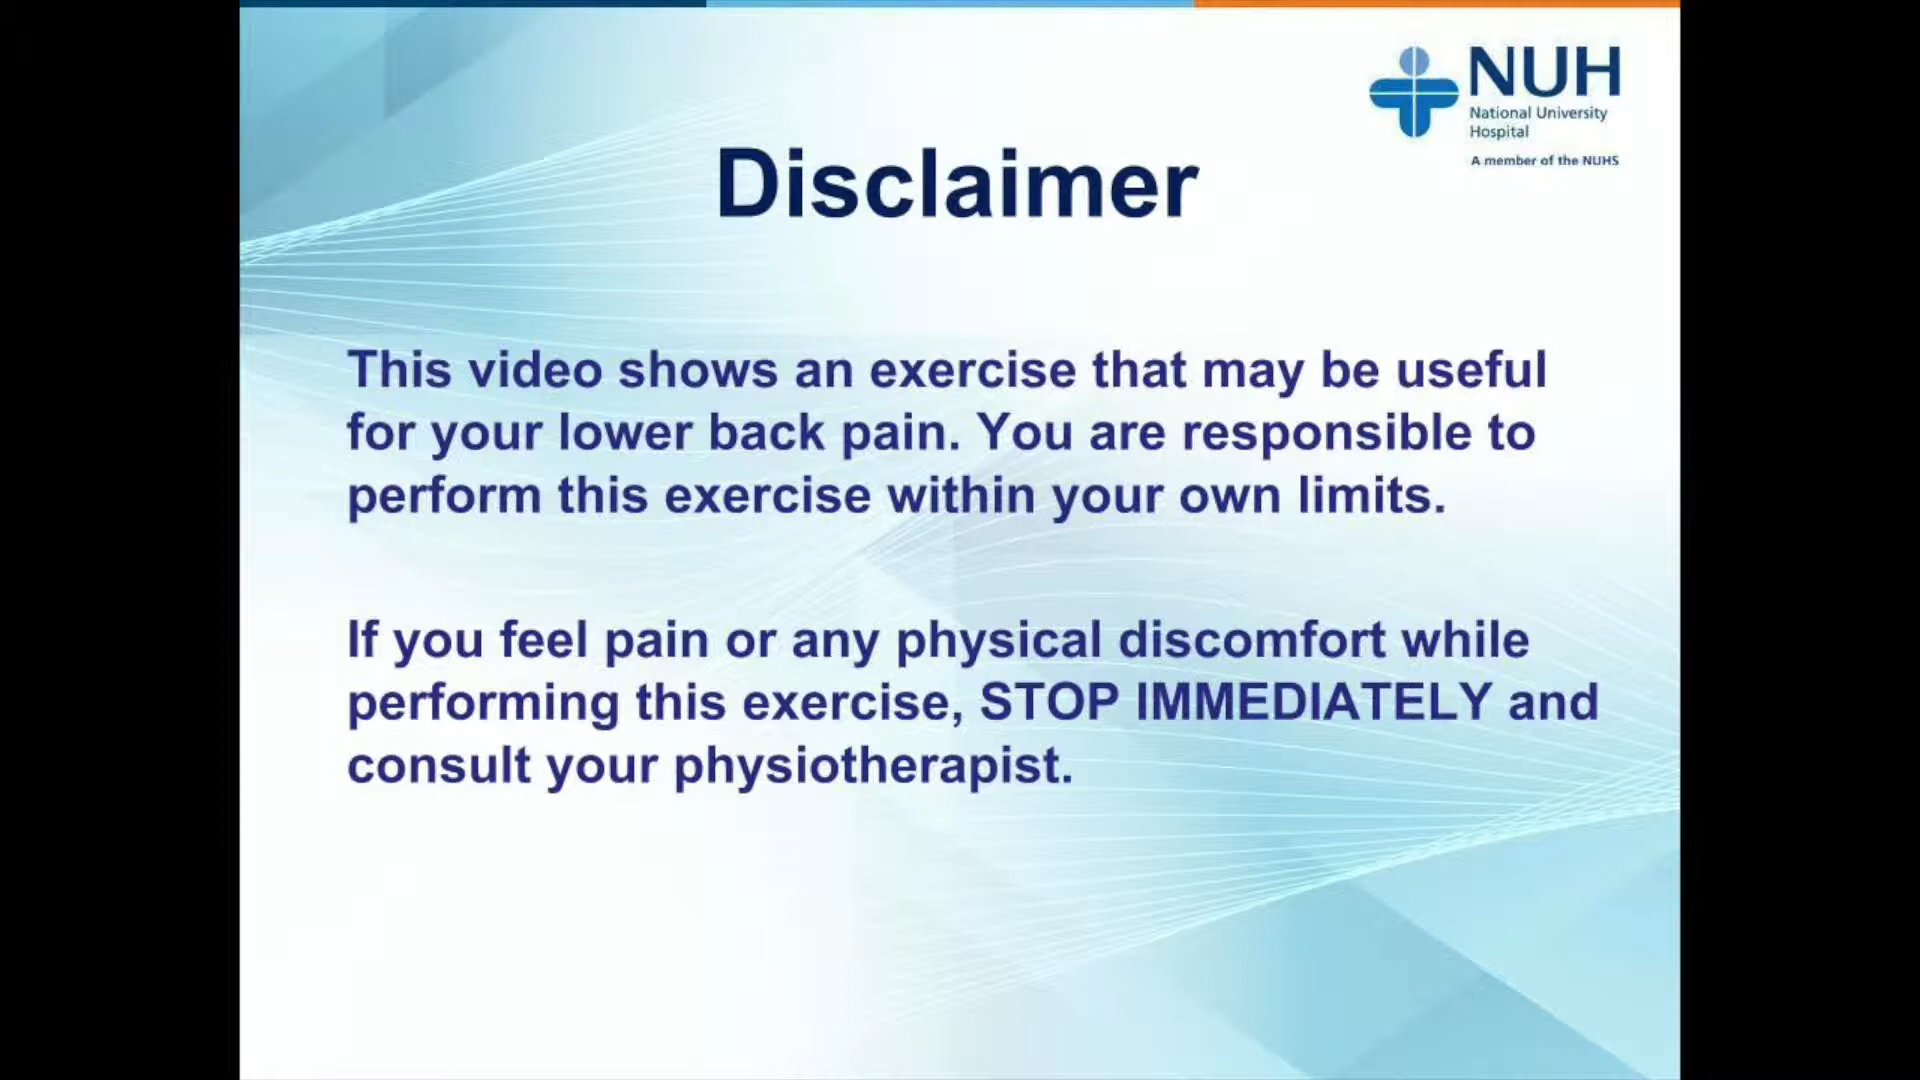 NUH
National University
Hospital
A member of the NUHS
Disclaimer
This video shows an exercise that may be useful
for your lower back pain. You are responsible to
perform this exercise within your own limits.
If you feel pain or any physical discomfort while
performing this exercise, STOP IMMEDIATELY and
consult your physiotherapist.